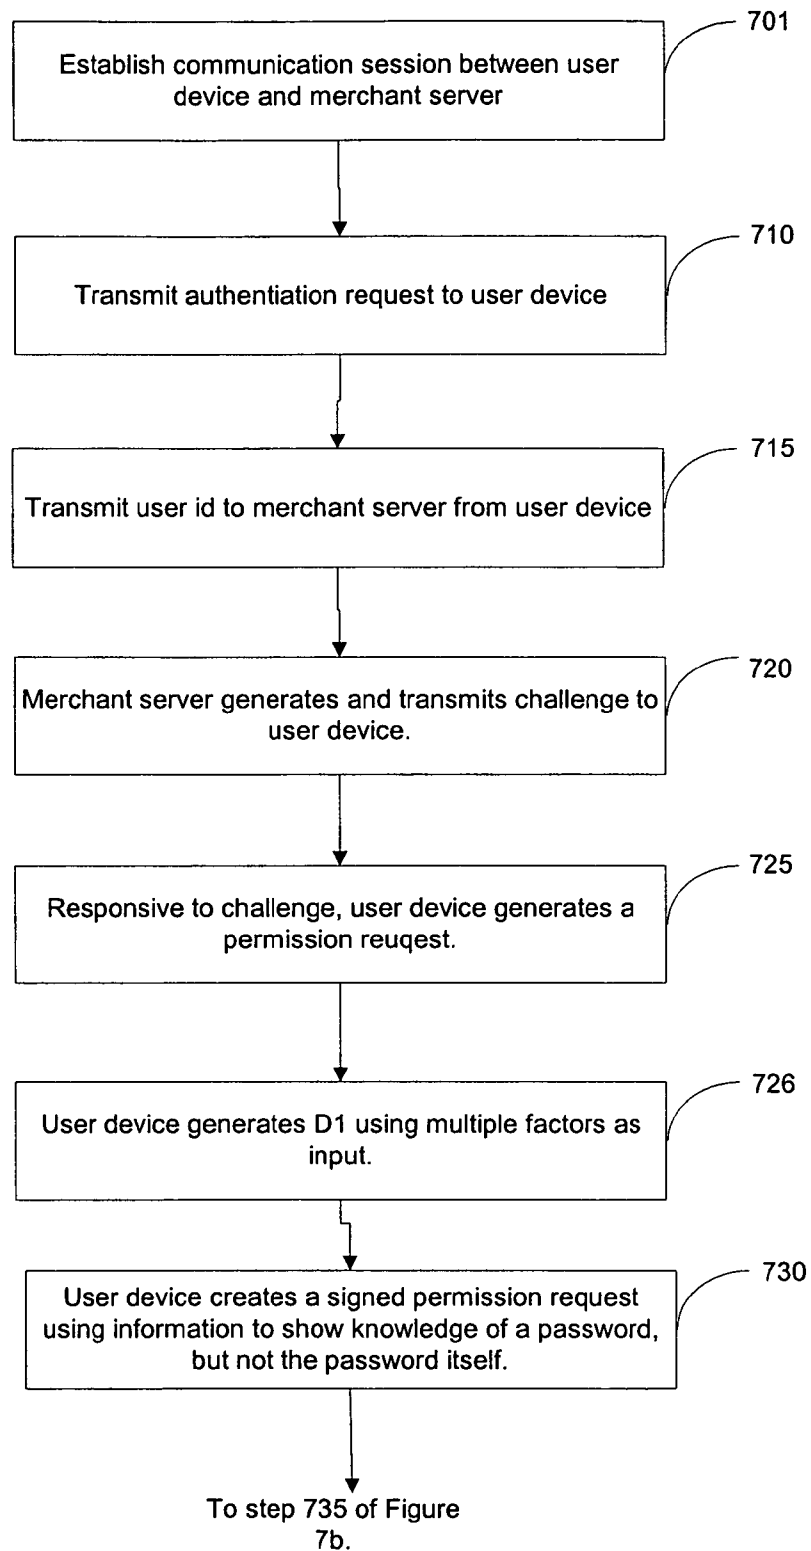 701
Establish communication session between user
device and merchant server
710
Transmit authentiation request to user device
715
Transmit user id to merchant server from user device
720
Merchant server generates and transmits challenge to
user device.
725
Responsive to challenge, user device generates a
permission reuqest.
726
User device generates D1 using multiple factors as
input.
730
User device creates a signed permission request
using information to show knowledge of a password,
but not the password itself.
To step 735 of Figure
7b.